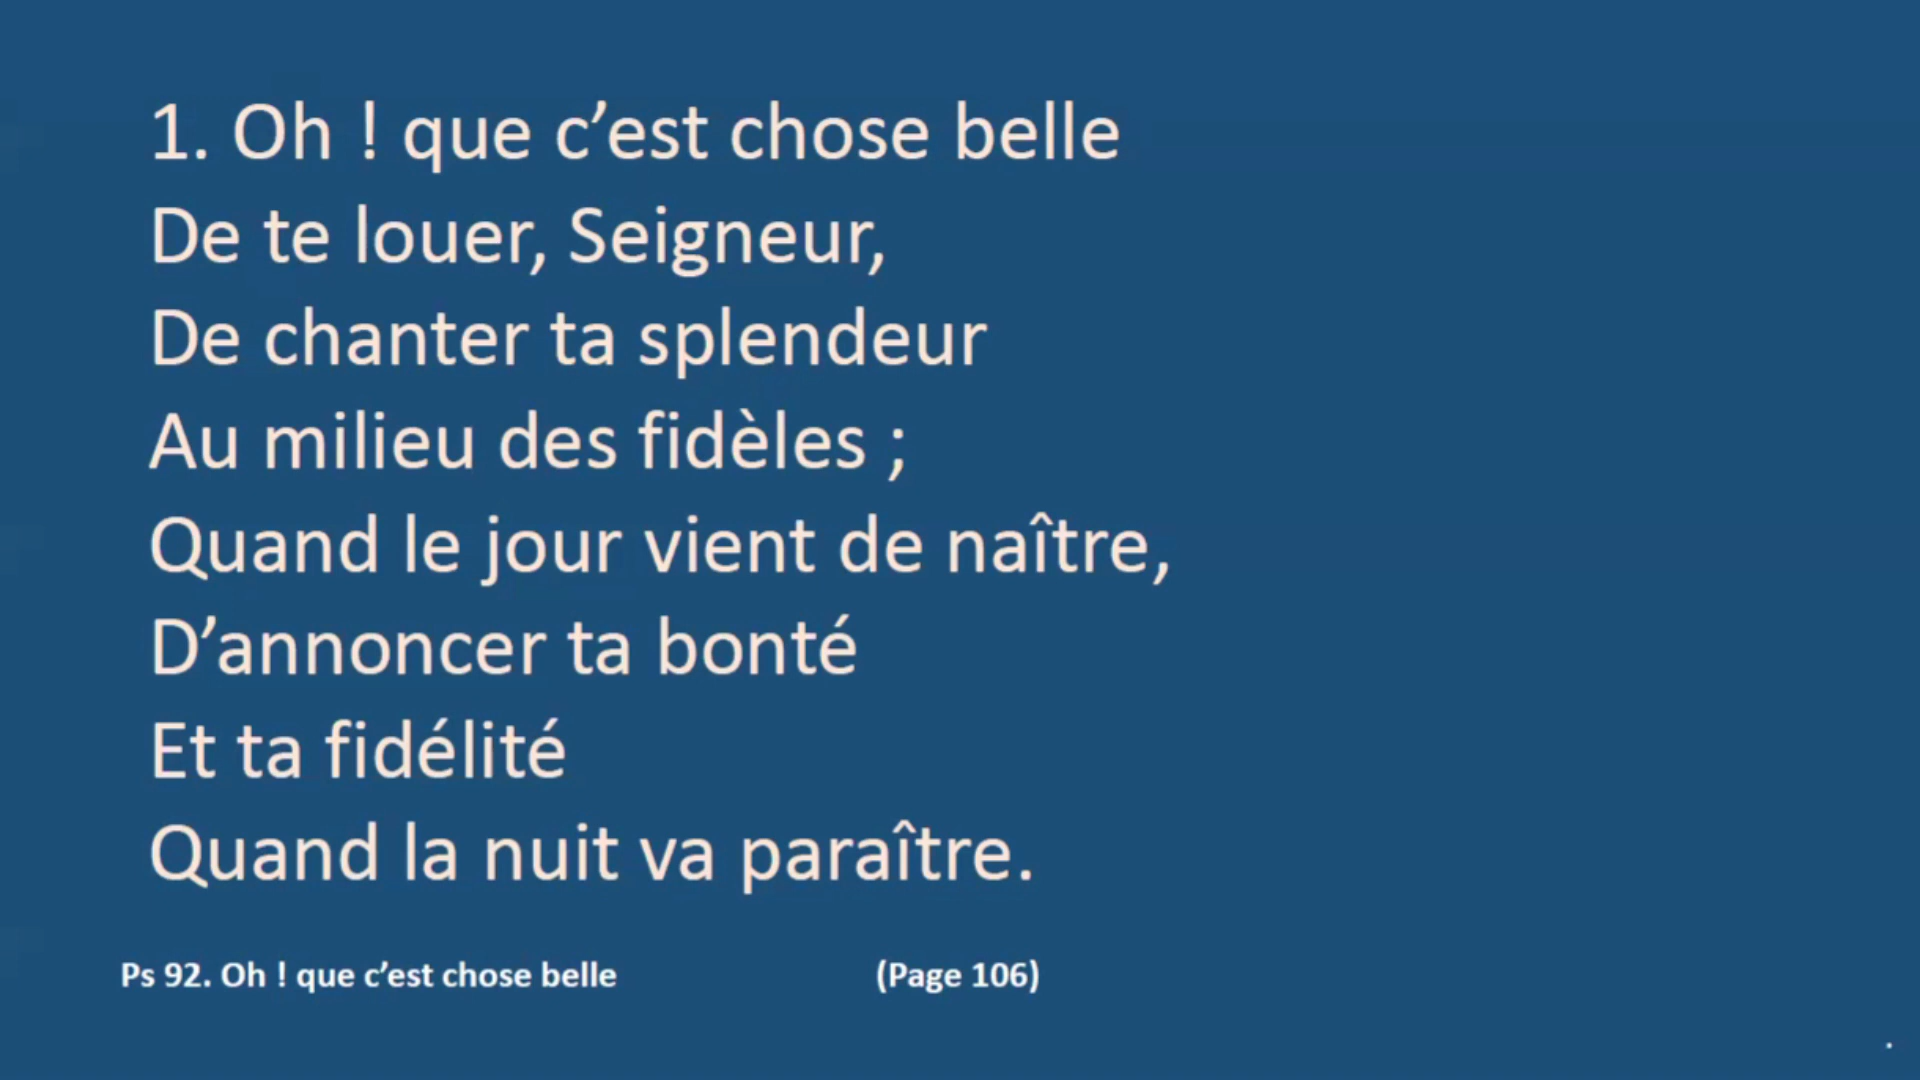 1. Oh ! que c’est chose belle
De te louer, Seigneur,
De chanter ta splendeur
Au milieu des fidèles ;
Quand le jour vient de naître,
D’annoncer ta bonté
Et ta fidélité
Quand la nuit va paraître.
Ps 92. Oh ! que c’est chose belle (Page 106)
.